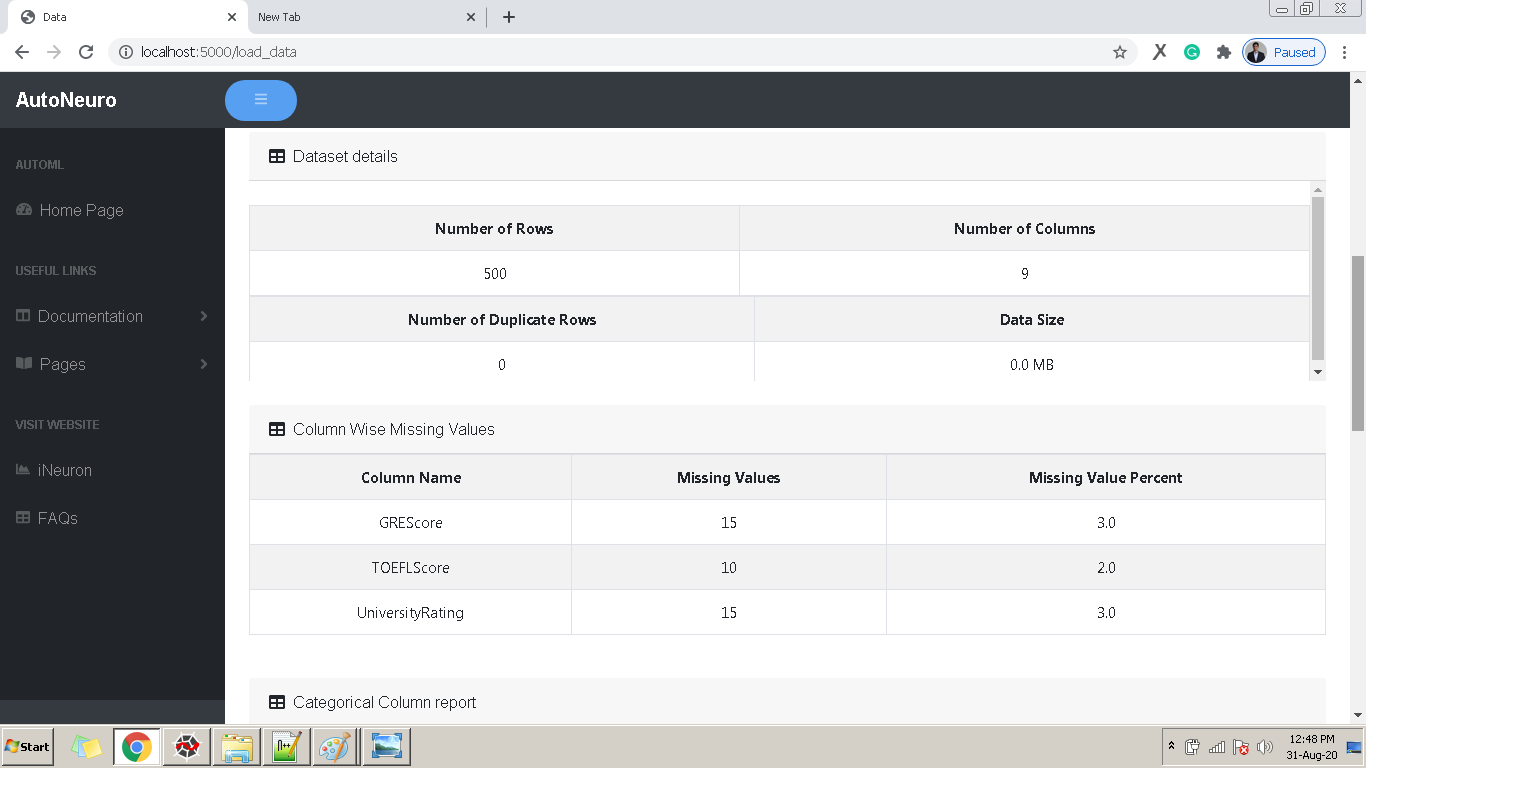 Data
New Tab
localhost:5000/load_data
Paused
AutoNeuro
AUTOML
Home Page
USEFUL LINKS
Documentation
Pages
VISIT WEBSITE
iNeuron
FAQs
Dataset details
Number of Rows Number of Columns
500 9
Number of Duplicate Rows Data Size
0 0.0 MB
Column Wise Missing Values
Column Name Missing Values Missing Value Percent
GREScore 15 3.0
TOEFLScore 10 2.0
UniversityRating 15 3.0
Categorical Column report
Start
12:48 PM
31-Aug-20